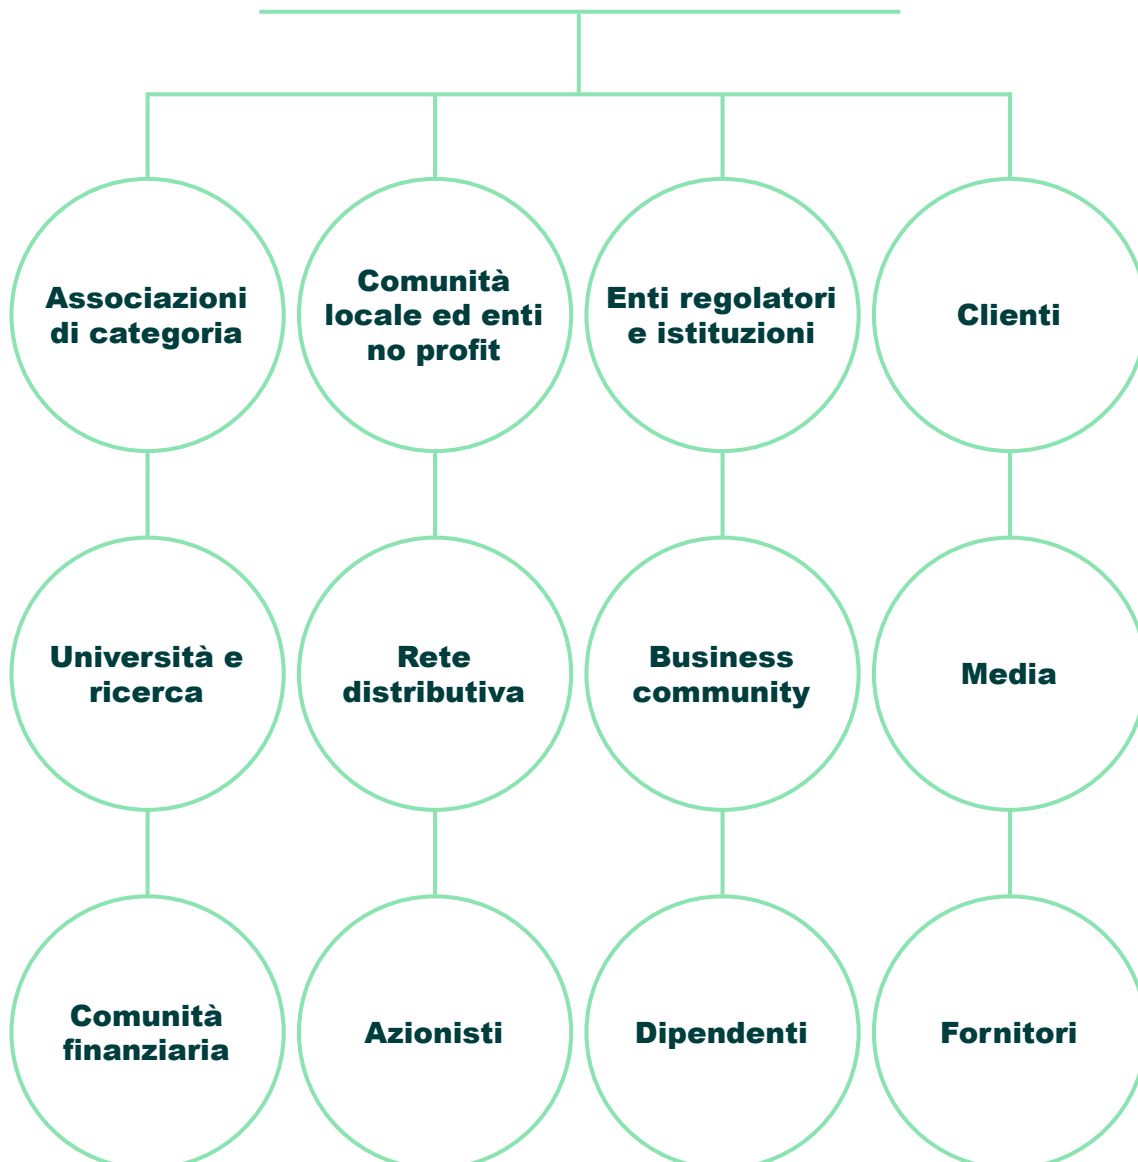 Associazioni
di categoria
Comunità
locale ed enti
no profit
Enti regolatori
e istituzioni
Clienti
Università e
ricerca
Rete
distributiva
Business
community
Media
Comunità
finanziaria
Azionisti
Dipendenti
Fornitori